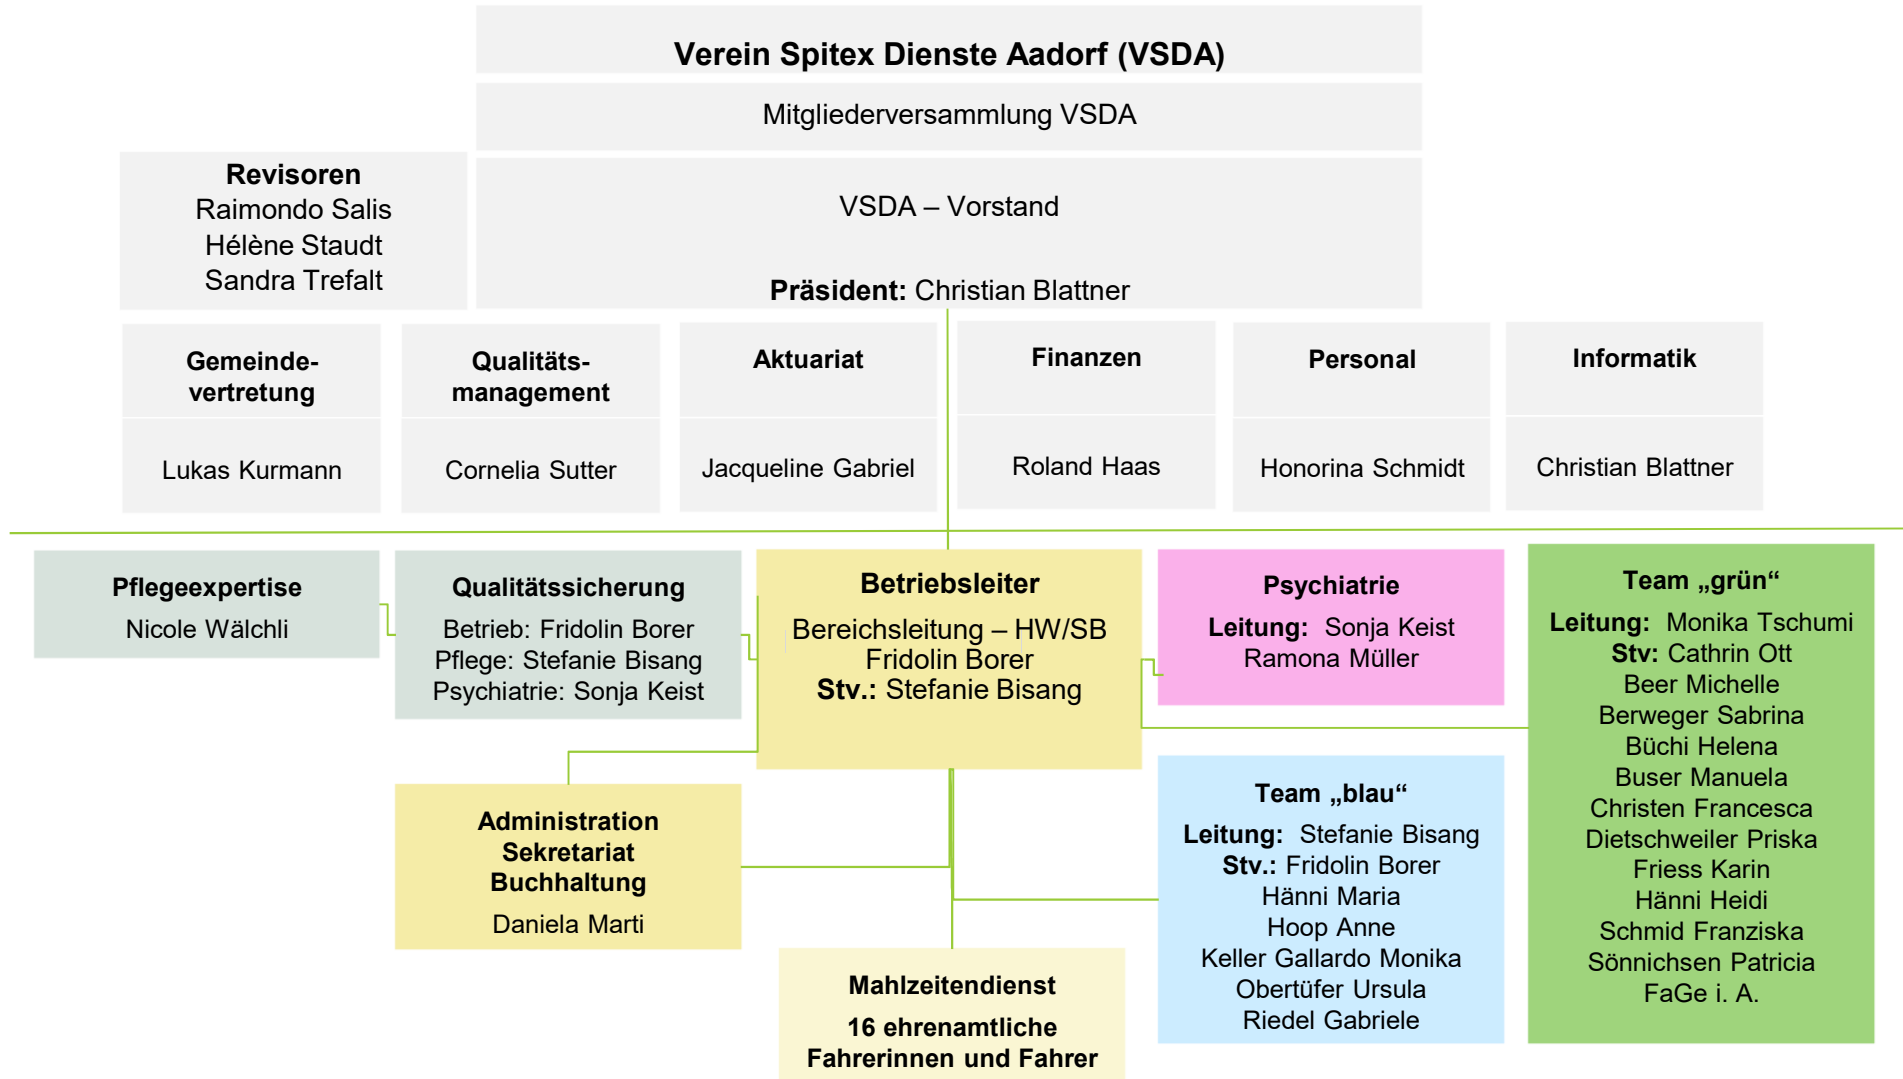 Verein Spitex Dienste Aadorf (VSDA)
Mitgliederversammlung VSDA
Revisoren
Raimondo Salis
Hélène Staudt
Sandra Trefalt
VSDA – Vorstand
Präsident: Christian Blattner
Gemeinde-
vertretung
Lukas Kurmann
Qualitäts-
management
Cornelia Sutter
Aktuariat
Jacqueline Gabriel
Finanzen
Roland Haas
Personal
Honorina Schmidt
Informatik
Christian Blattner
Pflegeexpertise
Nicole Wälchli
Qualitätssicherung
Betrieb: Fridolin Borer
Pflege: Stefanie Bisang
Psychiatrie: Sonja Keist
Betriebsleiter
Bereichsleitung – HW/SB
Fridolin Borer
Stv.: Stefanie Bisang
Psychiatrie
Leitung: Sonja Keist
Ramona Müller
Team „grün“
Leitung: Monika Tschumi
Stv: Cathrin Ott
Beer Michelle
Berweger Sabrina
Büchi Helena
Buser Manuela
Christen Francesca
Dietschweiler Priska
Friess Karin
Hänni Heidi
Schmid Franziska
Sönnichsen Patricia
FaGe i. A.
Administration
Sekretariat
Buchhaltung
Daniela Marti
Team „blau“
Leitung: Stefanie Bisang
Stv.: Fridolin Borer
Hänni Maria
Hoop Anne
Keller Gallardo Monika
Obertüfer Ursula
Riedel Gabriele
Mahlzeitendienst
16 ehrenamtliche
Fahrerinnen und Fahrer